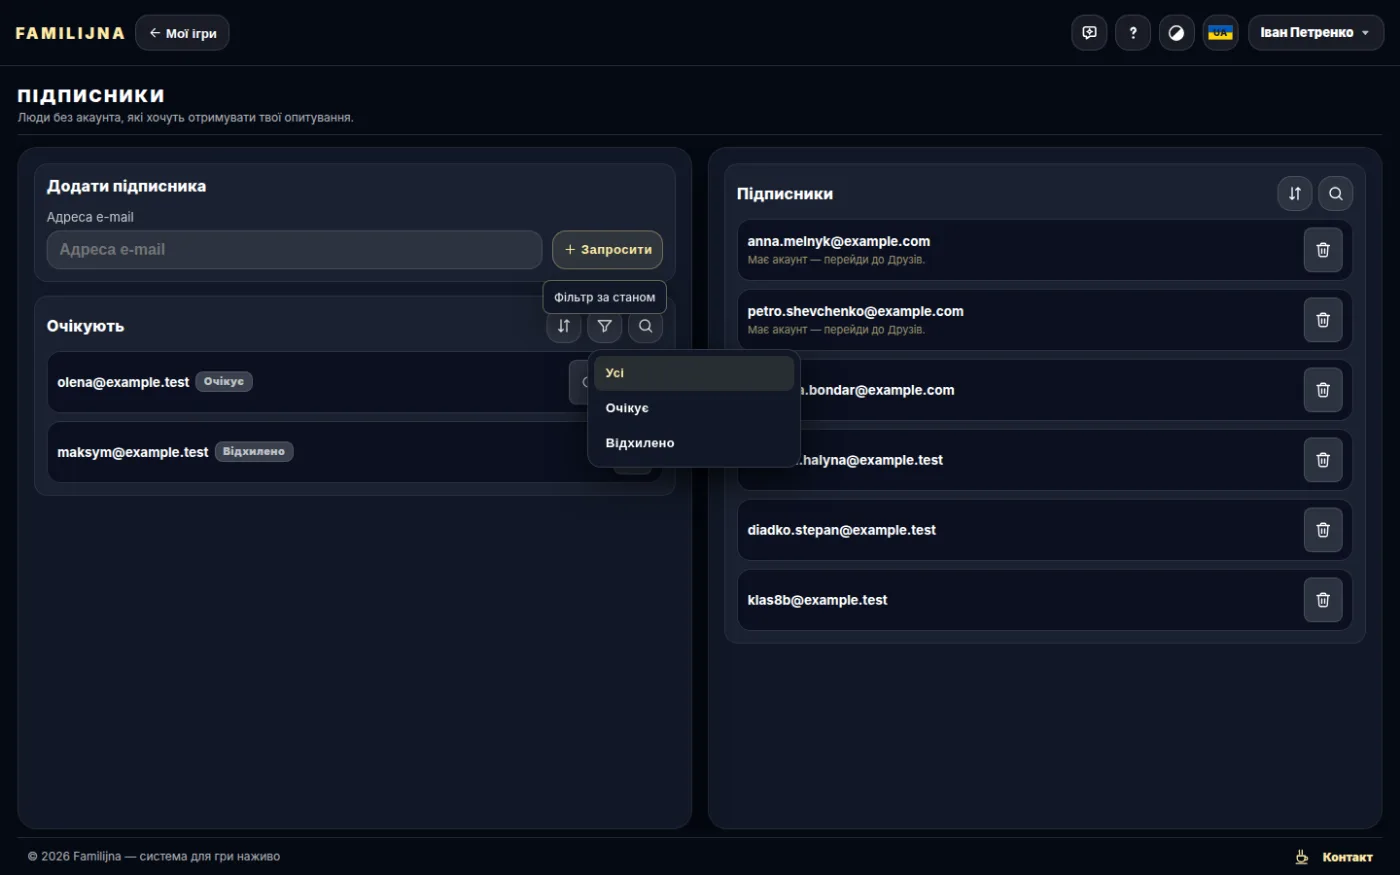 FAMILIJNA
← Мої ігри
?
UA
Іван Петренко
ПІДПИСНИКИ
Люди без акаунта, які хочуть отримувати твої опитування.
Додати підписника
Адреса e-mail
Адреса e-mail
+ Запросити
Фільтр за станом
Очікують
olena@example.test Очікує
maksym@example.test Відхилено
Усі
Очікує
Відхилено
Підписники
anna.melnyk@example.com
Має акаунт — перейди до Друзів.
petro.shevchenko@example.com
Має акаунт — перейди до Друзів.
.bondar@example.com
.halyna@example.test
diadko.stepan@example.test
klas8b@example.test
© 2026 Familijna — система для гри наживо
Контакт